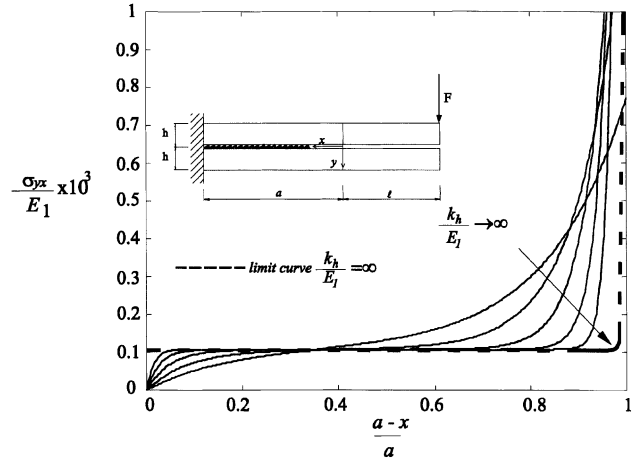 1
0.9
0.8
0.7
0.6
0.5
0.4
0.3
0.2
0.1
0
σyx/E1 x10^3
h
h
F
x
y
a
ℓ
kh/EI →∞
limit curve kh/EI =∞
0 0.2 0.4 0.6 0.8 1
a - x/a